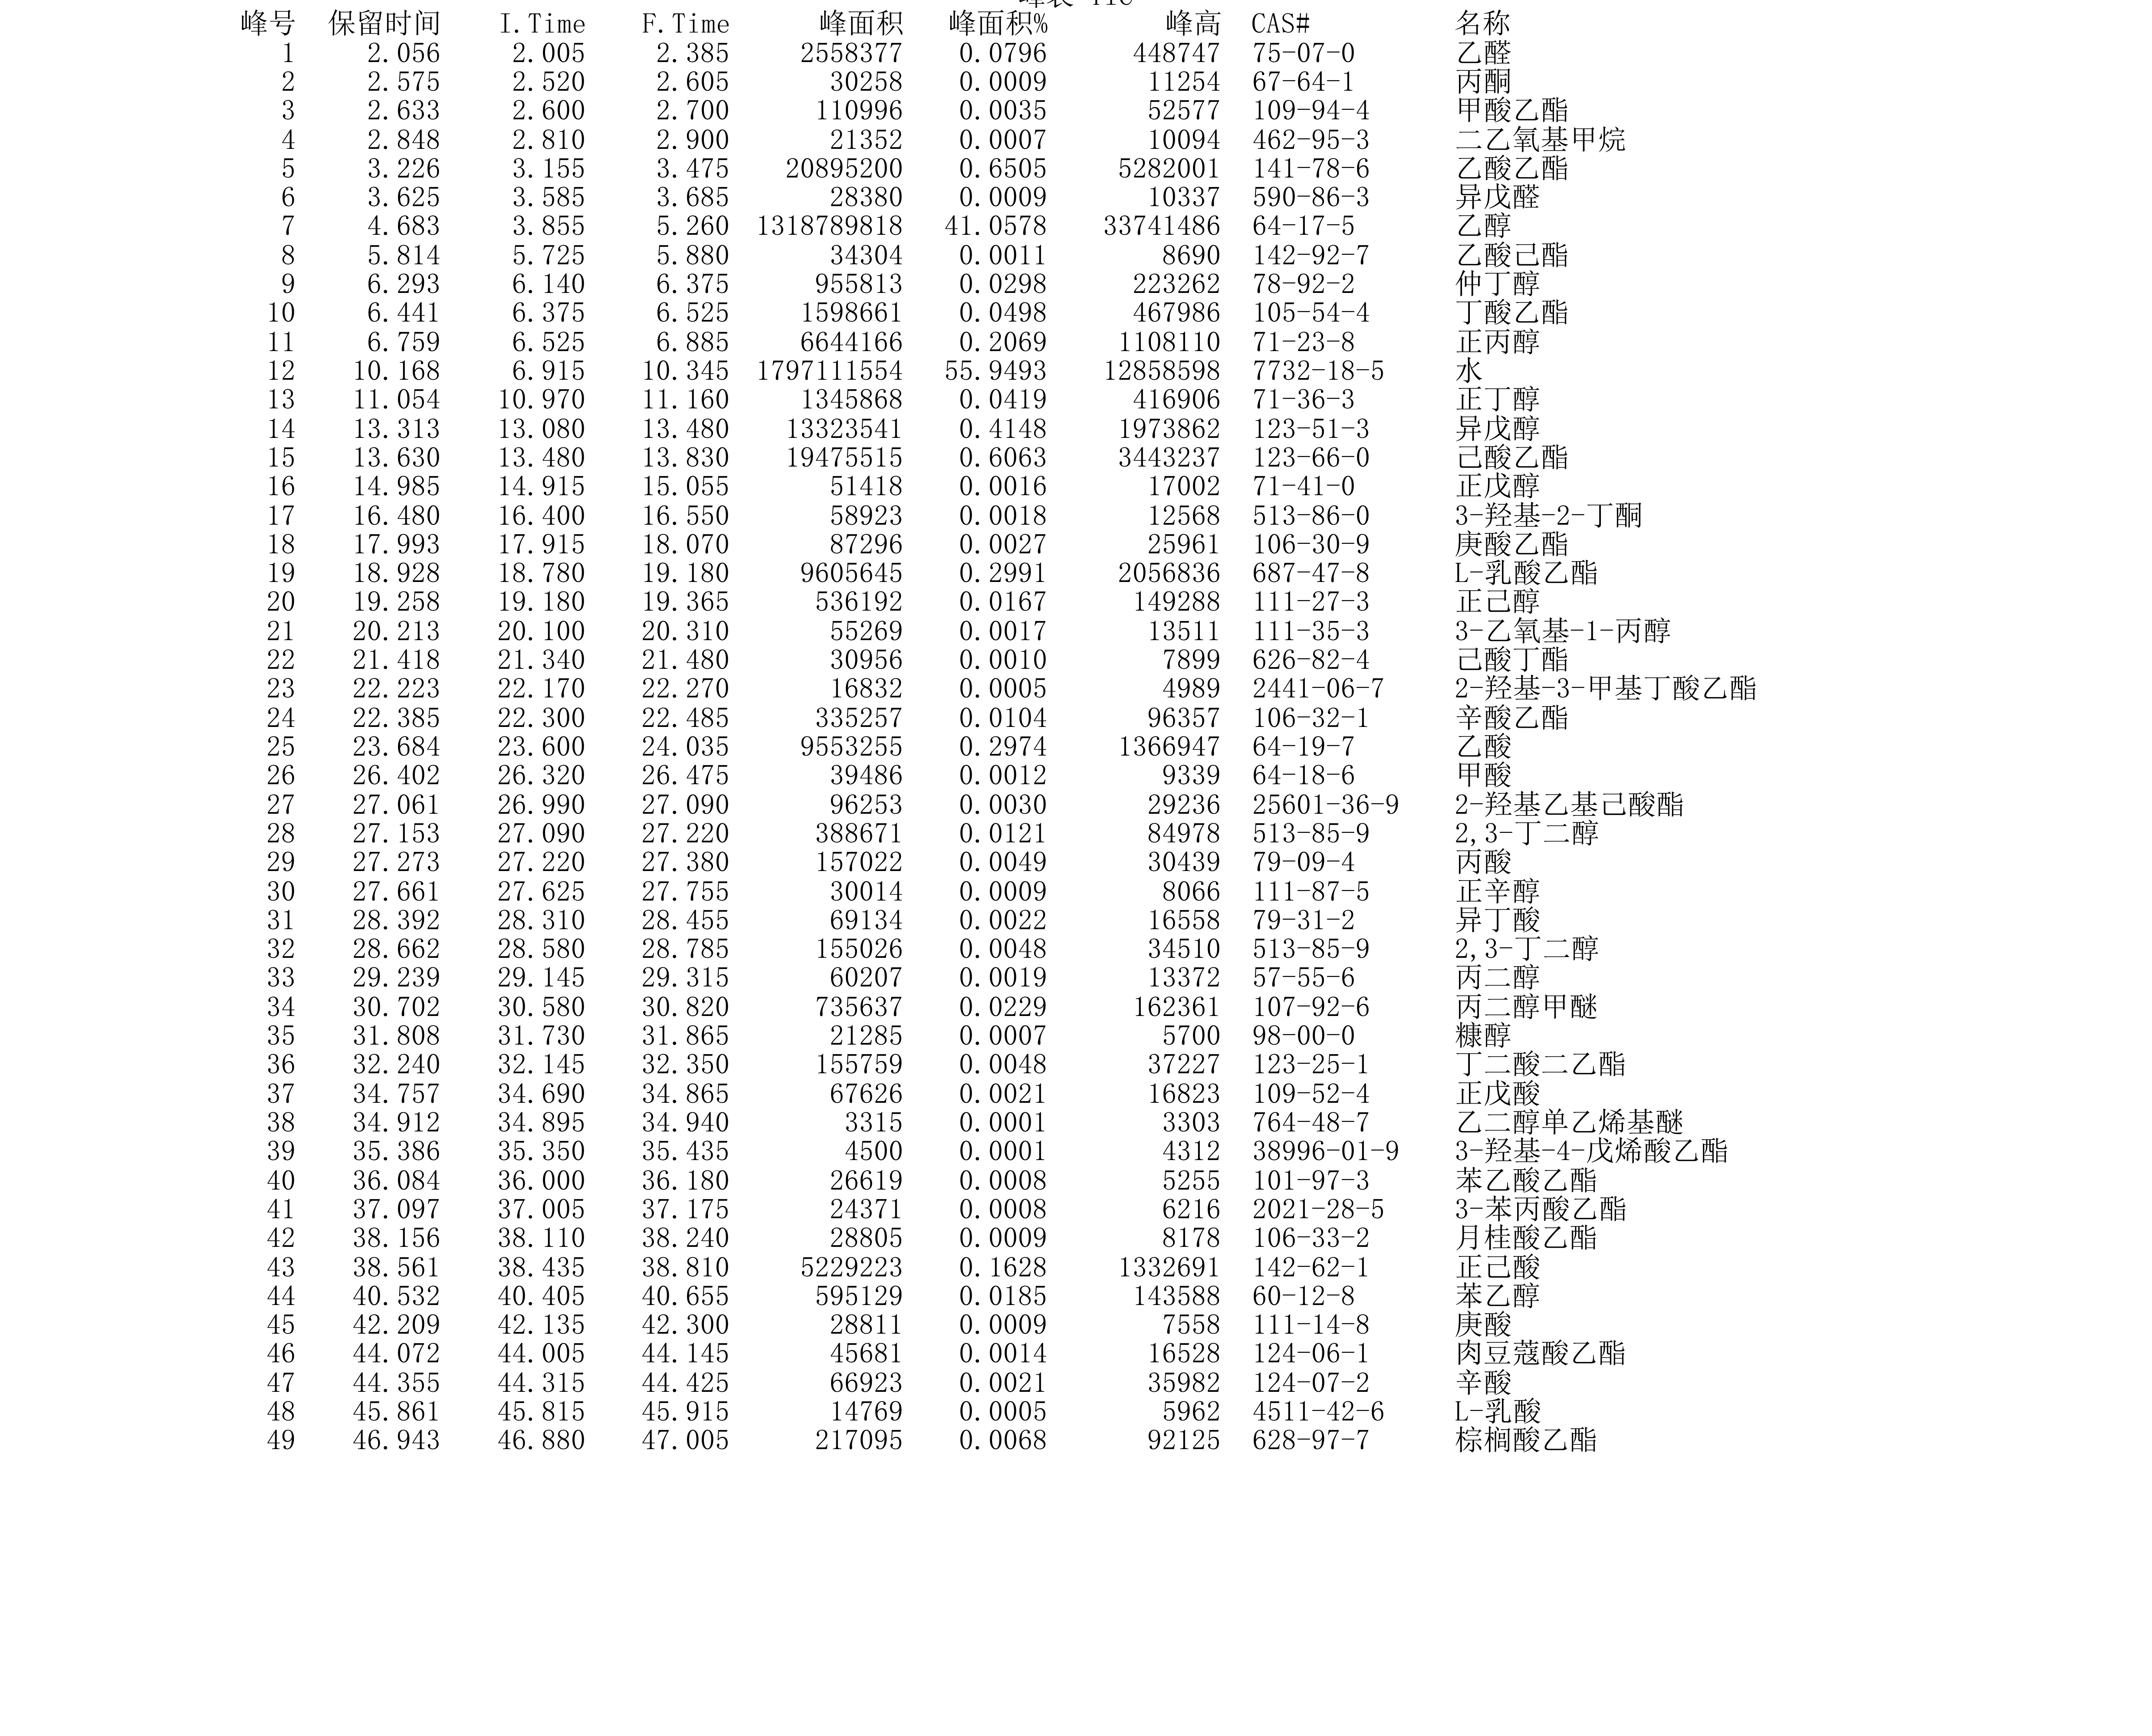 峰号 保留时间 I.Time F.Time 峰面积 峰面积% 峰高 CAS# 名称
1 2.056 2.005 2.385 2558377 0.0796 448747 75-07-0 乙醛
2 2.575 2.520 2.605 30258 0.0009 11254 67-64-1 丙酮
3 2.633 2.600 2.700 110996 0.0035 52577 109-94-4 甲酸乙酯
4 2.848 2.810 2.900 21352 0.0007 10094 462-95-3 二乙氧基甲烷
5 3.226 3.155 3.475 20895200 0.6505 5282001 141-78-6 乙酸乙酯
6 3.625 3.585 3.685 28380 0.0009 10337 590-86-3 异戊醛
7 4.683 3.855 5.260 1318789818 41.0578 33741486 64-17-5 乙醇
8 5.814 5.725 5.880 34304 0.0011 8690 142-92-7 乙酸己酯
9 6.293 6.140 6.375 955813 0.0298 223262 78-92-2 仲丁醇
10 6.441 6.375 6.525 1598661 0.0498 467986 105-54-4 丁酸乙酯
11 6.759 6.525 6.885 6644166 0.2069 1108110 71-23-8 正丙醇
12 10.168 6.915 10.345 1797111554 55.9493 12858598 7732-18-5 水
13 11.054 10.970 11.160 1345868 0.0419 416906 71-36-3 正丁醇
14 13.313 13.080 13.480 13323541 0.4148 1973862 123-51-3 异戊醇
15 13.630 13.480 13.830 19475515 0.6063 3443237 123-66-0 己酸乙酯
16 14.985 14.915 15.055 51418 0.0016 17002 71-41-0 正戊醇
17 16.480 16.400 16.550 58923 0.0018 12568 513-86-0 3-羟基-2-丁酮
18 17.993 17.915 18.070 87296 0.0027 25961 106-30-9 庚酸乙酯
19 18.928 18.780 19.180 9605645 0.2991 2056836 687-47-8 L-乳酸乙酯
20 19.258 19.180 19.365 536192 0.0167 149288 111-27-3 正己醇
21 20.213 20.100 20.310 55269 0.0017 13511 111-35-3 3-乙氧基-1-丙醇
22 21.418 21.340 21.480 30956 0.0010 7899 626-82-4 己酸丁酯
23 22.223 22.170 22.270 16832 0.0005 4989 2441-06-7 2-羟基-3-甲基丁酸乙酯
24 22.385 22.300 22.485 335257 0.0104 96357 106-32-1 辛酸乙酯
25 23.684 23.600 24.035 9553255 0.2974 1366947 64-19-7 乙酸
26 26.402 26.320 26.475 39486 0.0012 9339 64-18-6 甲酸
27 27.061 26.990 27.090 96253 0.0030 29236 25601-36-9 2-羟基乙基己酸酯
28 27.153 27.090 27.220 388671 0.0121 84978 513-85-9 2,3-丁二醇
29 27.273 27.220 27.380 157022 0.0049 30439 79-09-4 丙酸
30 27.661 27.625 27.755 30014 0.0009 8066 111-87-5 正辛醇
31 28.392 28.310 28.455 69134 0.0022 16558 79-31-2 异丁酸
32 28.662 28.580 28.785 155026 0.0048 34510 513-85-9 2,3-丁二醇
33 29.239 29.145 29.315 60207 0.0019 13372 57-55-6 丙二醇
34 30.702 30.580 30.820 735637 0.0229 162361 107-92-6 丙二醇甲醚
35 31.808 31.730 31.865 21285 0.0007 5700 98-00-0 糠醇
36 32.240 32.145 32.350 155759 0.0048 37227 123-25-1 丁二酸二乙酯
37 34.757 34.690 34.865 67626 0.0021 16823 109-52-4 正戊酸
38 34.912 34.895 34.940 3315 0.0001 3303 764-48-7 乙二醇单乙烯基醚
39 35.386 35.350 35.435 4500 0.0001 4312 38996-01-9 3-羟基-4-戊烯酸乙酯
40 36.084 36.000 36.180 26619 0.0008 5255 101-97-3 苯乙酸乙酯
41 37.097 37.005 37.175 24371 0.0008 6216 2021-28-5 3-苯丙酸乙酯
42 38.156 38.110 38.240 28805 0.0009 8178 106-33-2 月桂酸乙酯
43 38.561 38.435 38.810 5229223 0.1628 1332691 142-62-1 正己酸
44 40.532 40.405 40.655 595129 0.0185 143588 60-12-8 苯乙醇
45 42.209 42.135 42.300 28811 0.0009 7558 111-14-8 庚酸
46 44.072 44.005 44.145 45681 0.0014 16528 124-06-1 肉豆蔻酸乙酯
47 44.355 44.315 44.425 66923 0.0021 35982 124-07-2 辛酸
48 45.861 45.815 45.915 14769 0.0005 5962 4511-42-6 L-乳酸
49 46.943 46.880 47.005 217095 0.0068 92125 628-97-7 棕榈酸乙酯